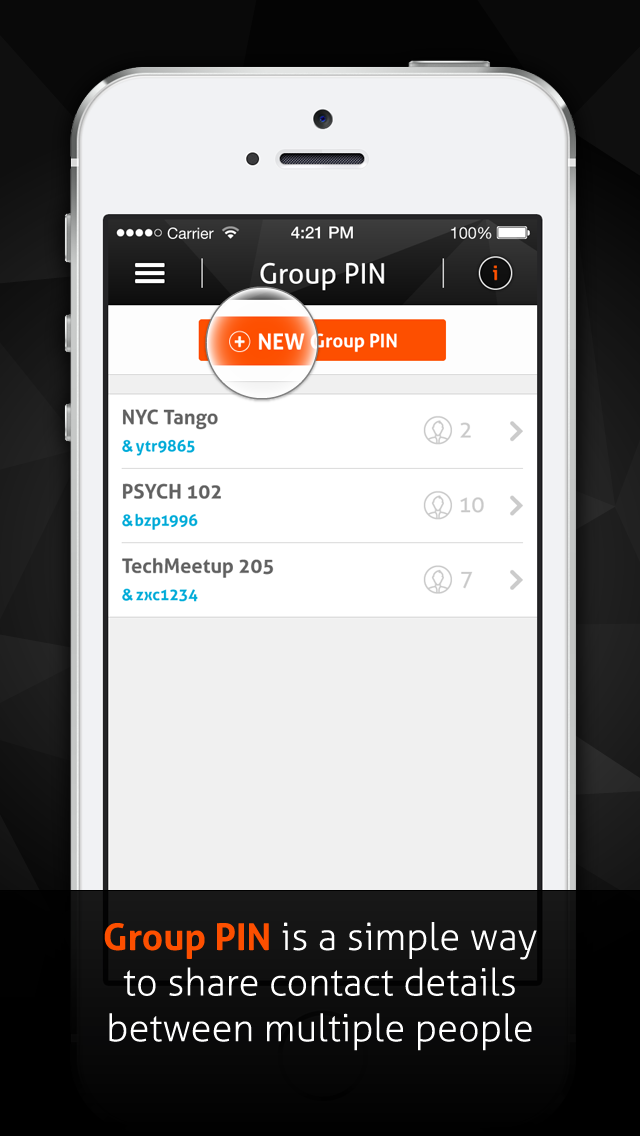 Carrier 4:21 PM 100%
Group PIN i
NEW Group PIN
NYC Tango
& ytr9865 2
PSYCH 102
&bzp1996 10
TechMeetup 205
& zxc1234 7
Group PIN is a simple way
to share contact details
between multiple people